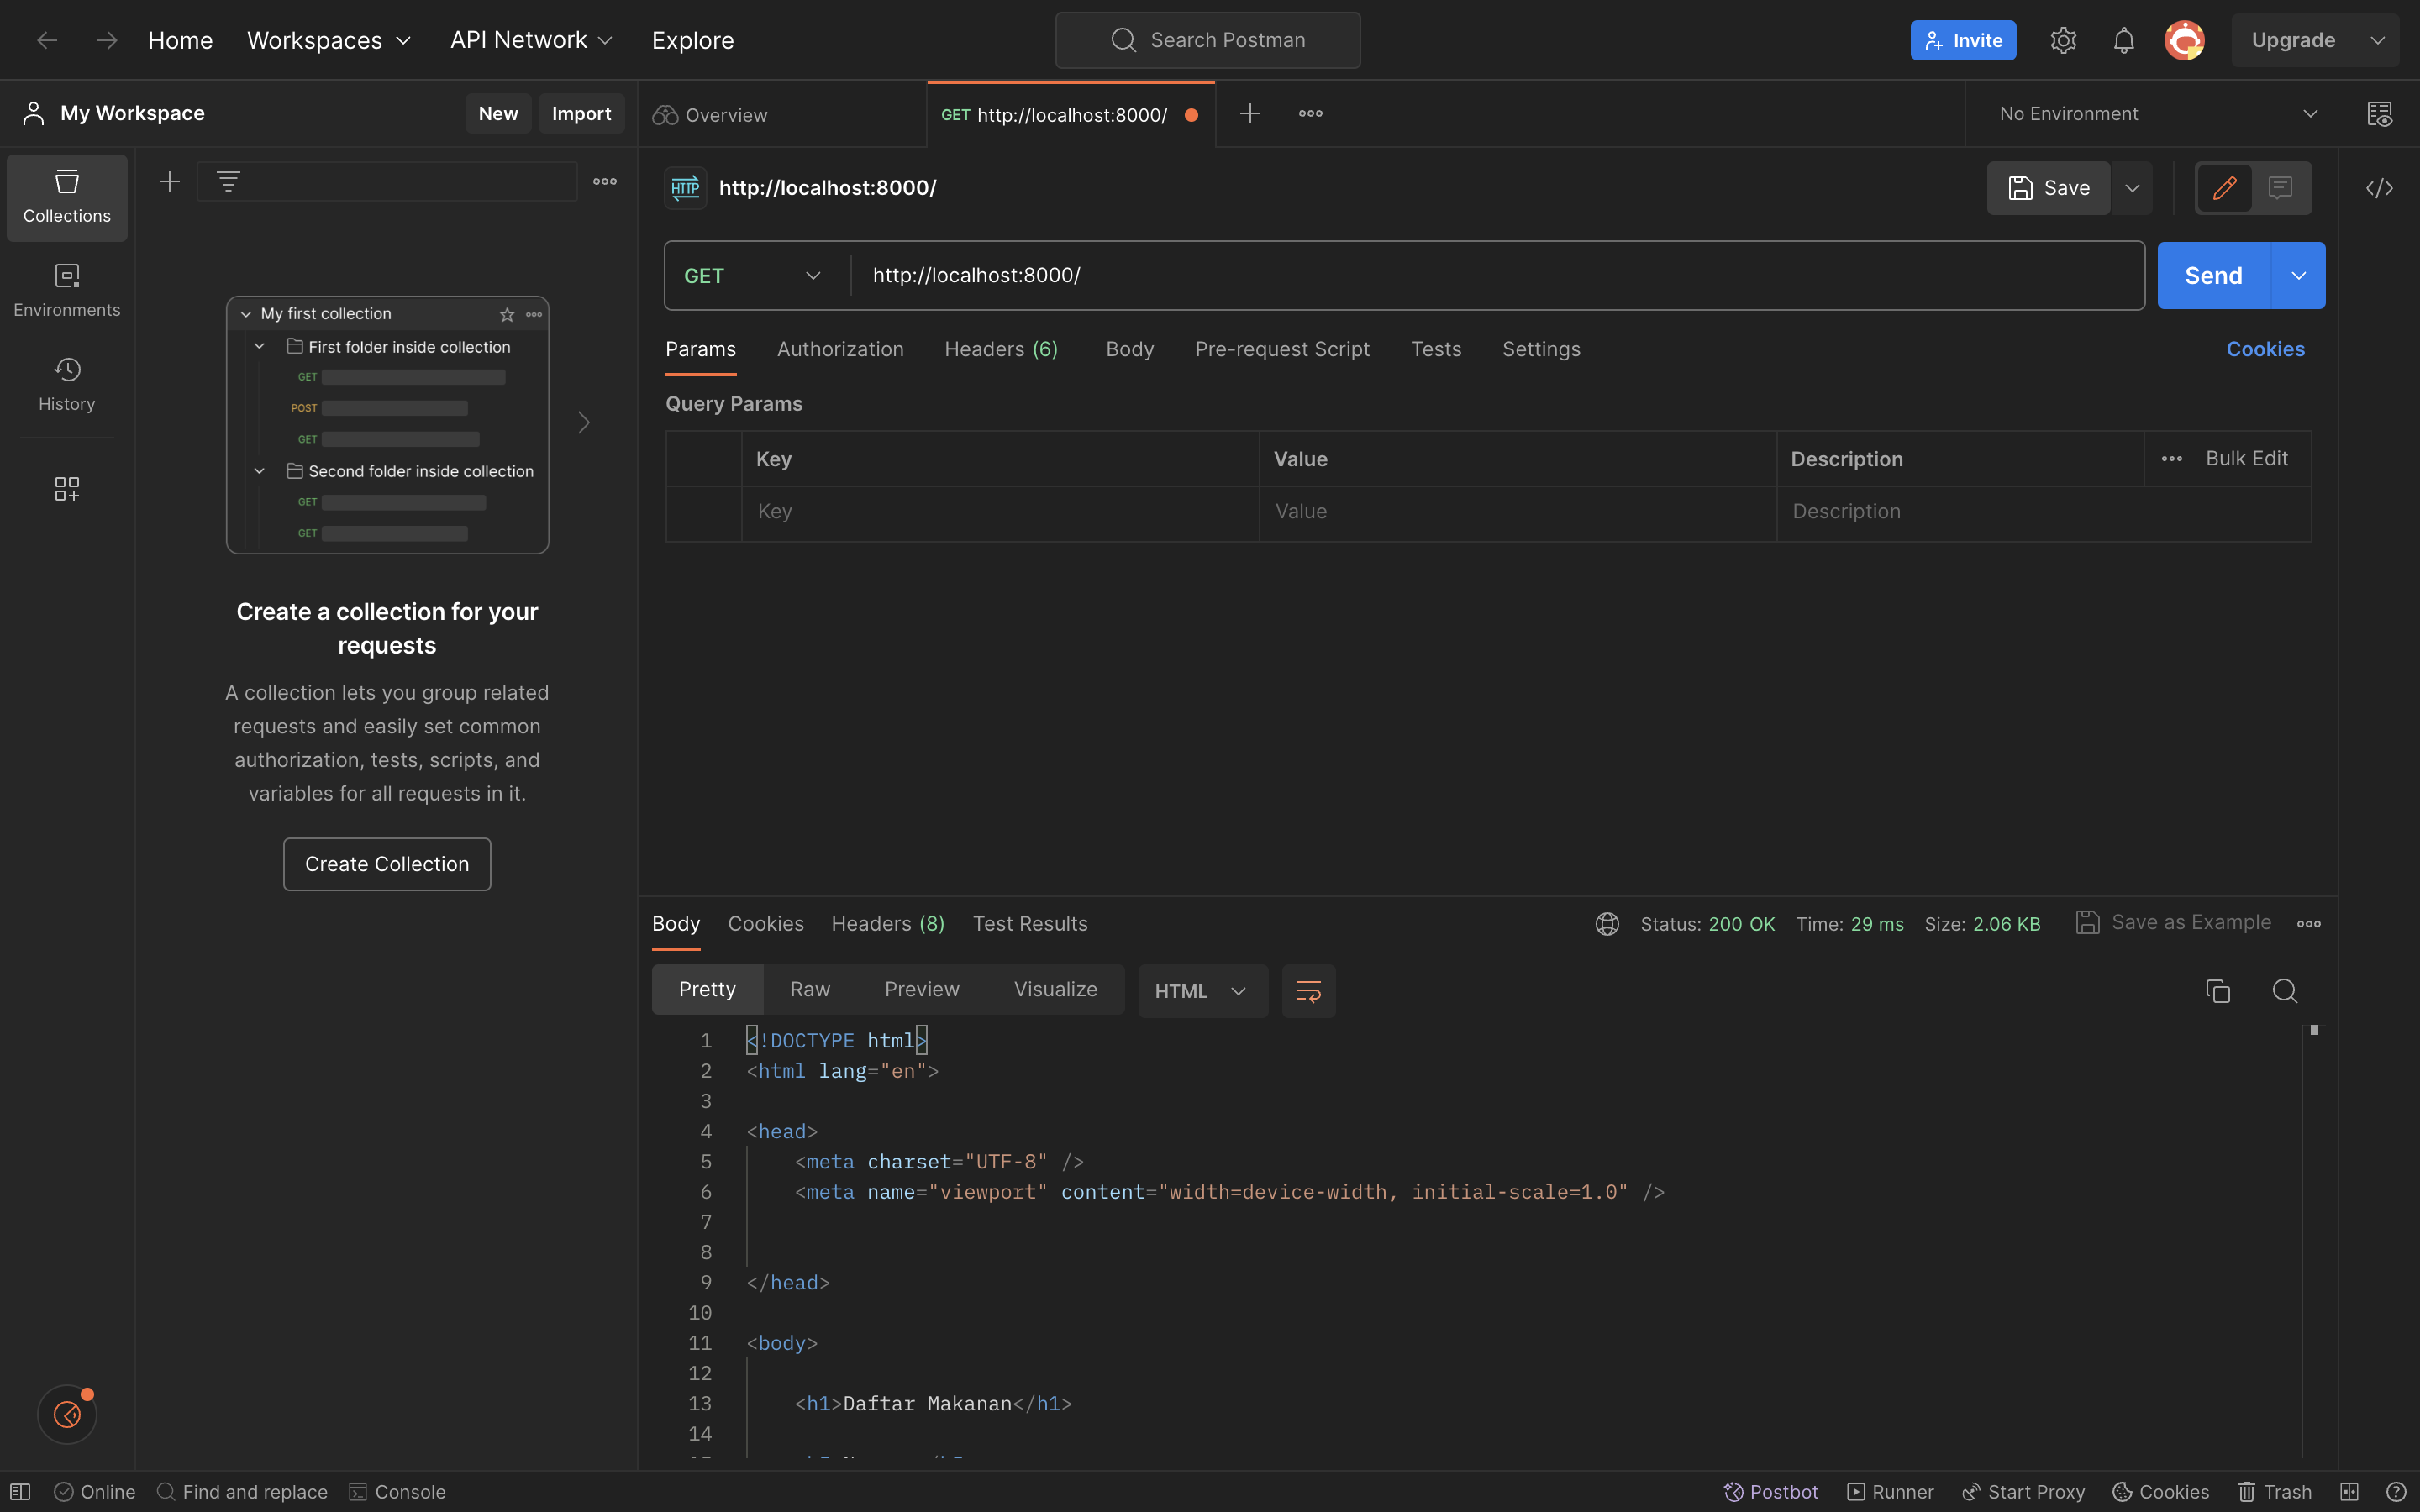 Home Workspaces API Network Explore Search Postman Invite Upgrade
My Workspace New Import
Overview GET http://localhost:8000/ No Environment
Collections
Environments
History
My first collection
First folder inside collection
GET
POST
GET
Second folder inside collection
GET
GET
Create a collection for your
requests
A collection lets you group related
requests and easily set common
authorization, tests, scripts, and
variables for all requests in it.
Create Collection
HTTP http://localhost:8000/ Save
GET http://localhost:8000/ Send
Params Authorization Headers (6) Body Pre-request Script Tests Settings Cookies
Query Params
Key Value Description Bulk Edit
Key Value Description
Body Cookies Headers (8) Test Results Status: 200 OK Time: 29 ms Size: 2.06 KB Save as Example
Pretty Raw Preview Visualize HTML
1 <!DOCTYPE html>
2 <html lang="en">
3
4 <head>
5 <meta charset="UTF-8" />
6 <meta name="viewport" content="width=device-width, initial-scale=1.0" />
7
8
9 </head>
10
11 <body>
12
13 <h1>Daftar Makanan</h1>
14
Online Find and replace Console Postbot Runner Start Proxy Cookies Trash